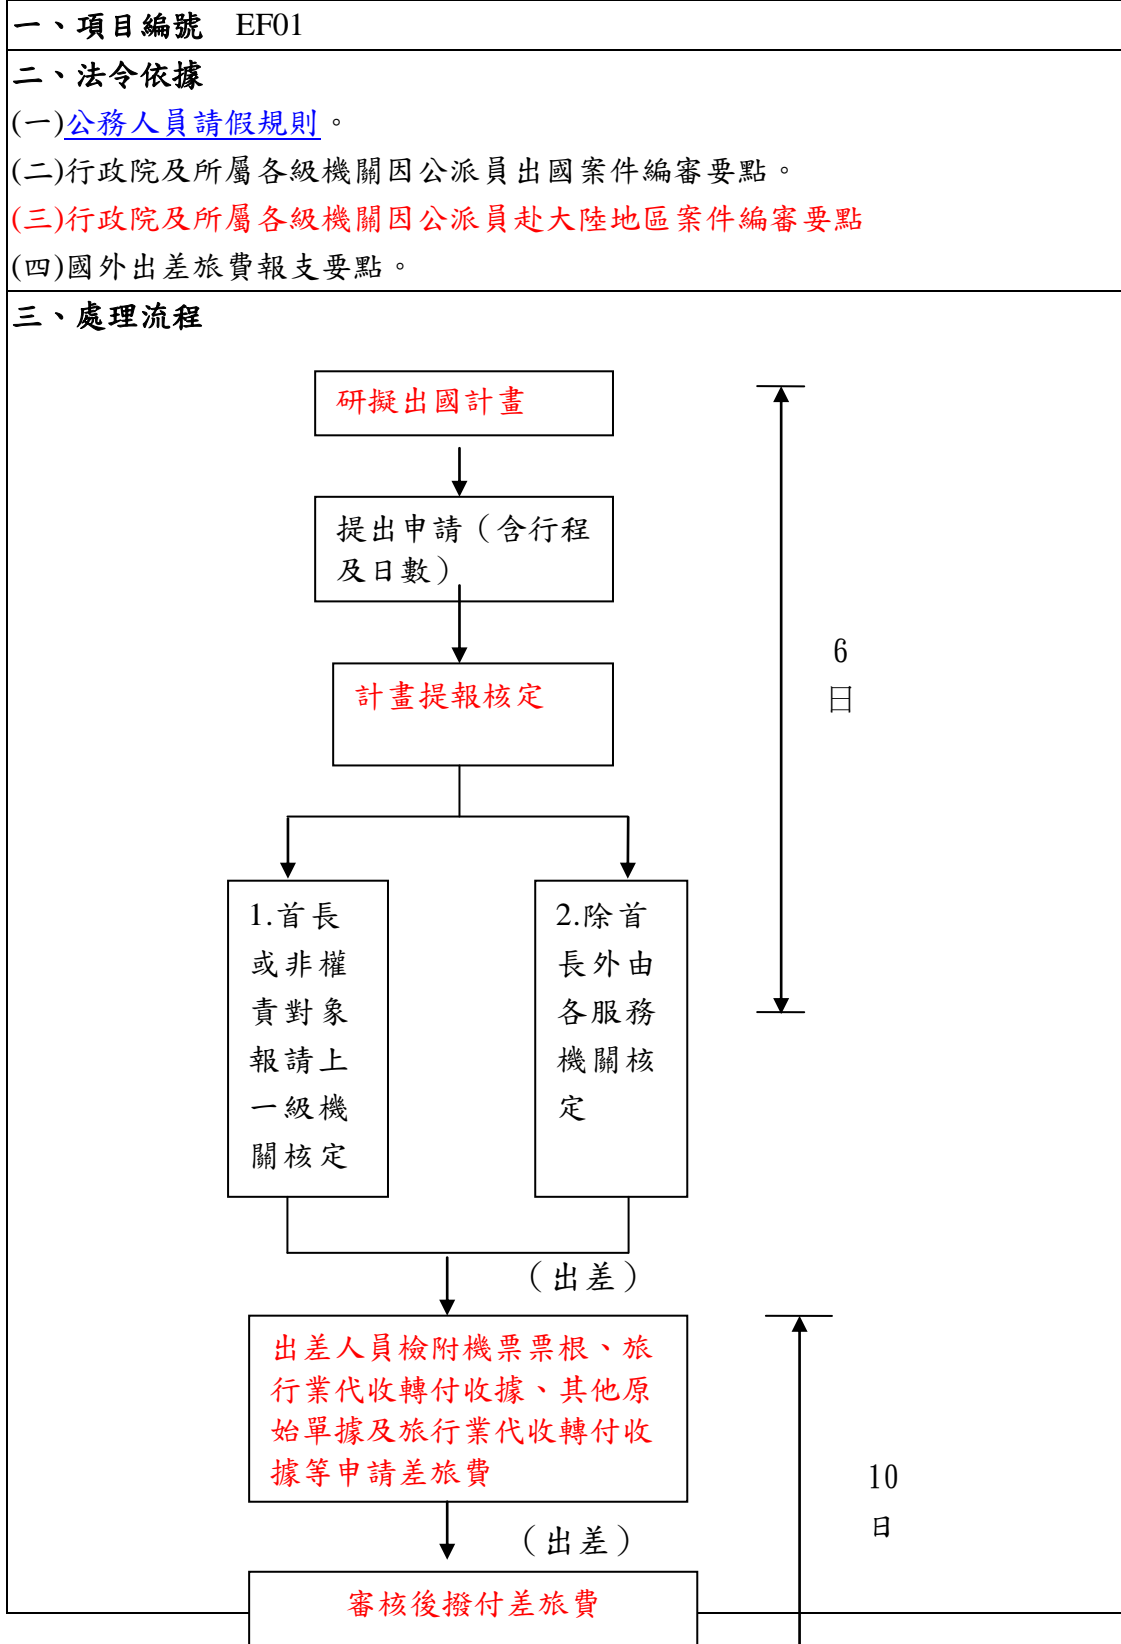 一、項目編號　EF01
二、法令依據
(一)公務人員請假規則。
(二)行政院及所屬各級機關因公派員出國案件編審要點。
(三)行政院及所屬各級機關因公派員赴大陸地區案件編審要點
(四)國外出差旅費報支要點。
三、處理流程
研擬出國計畫
提出申請（含行程
及日數）
計畫提報核定
6
日
1.首長
或非權
責對象
報請上
一級機
關核定
2.除首
長外由
各服務
機關核
定
（出差）
出差人員檢附機票票根、旅
行業代收轉付收據、其他原
始單據及旅行業代收轉付收
據等申請差旅費
10
日
（出差）
審核後撥付差旅費